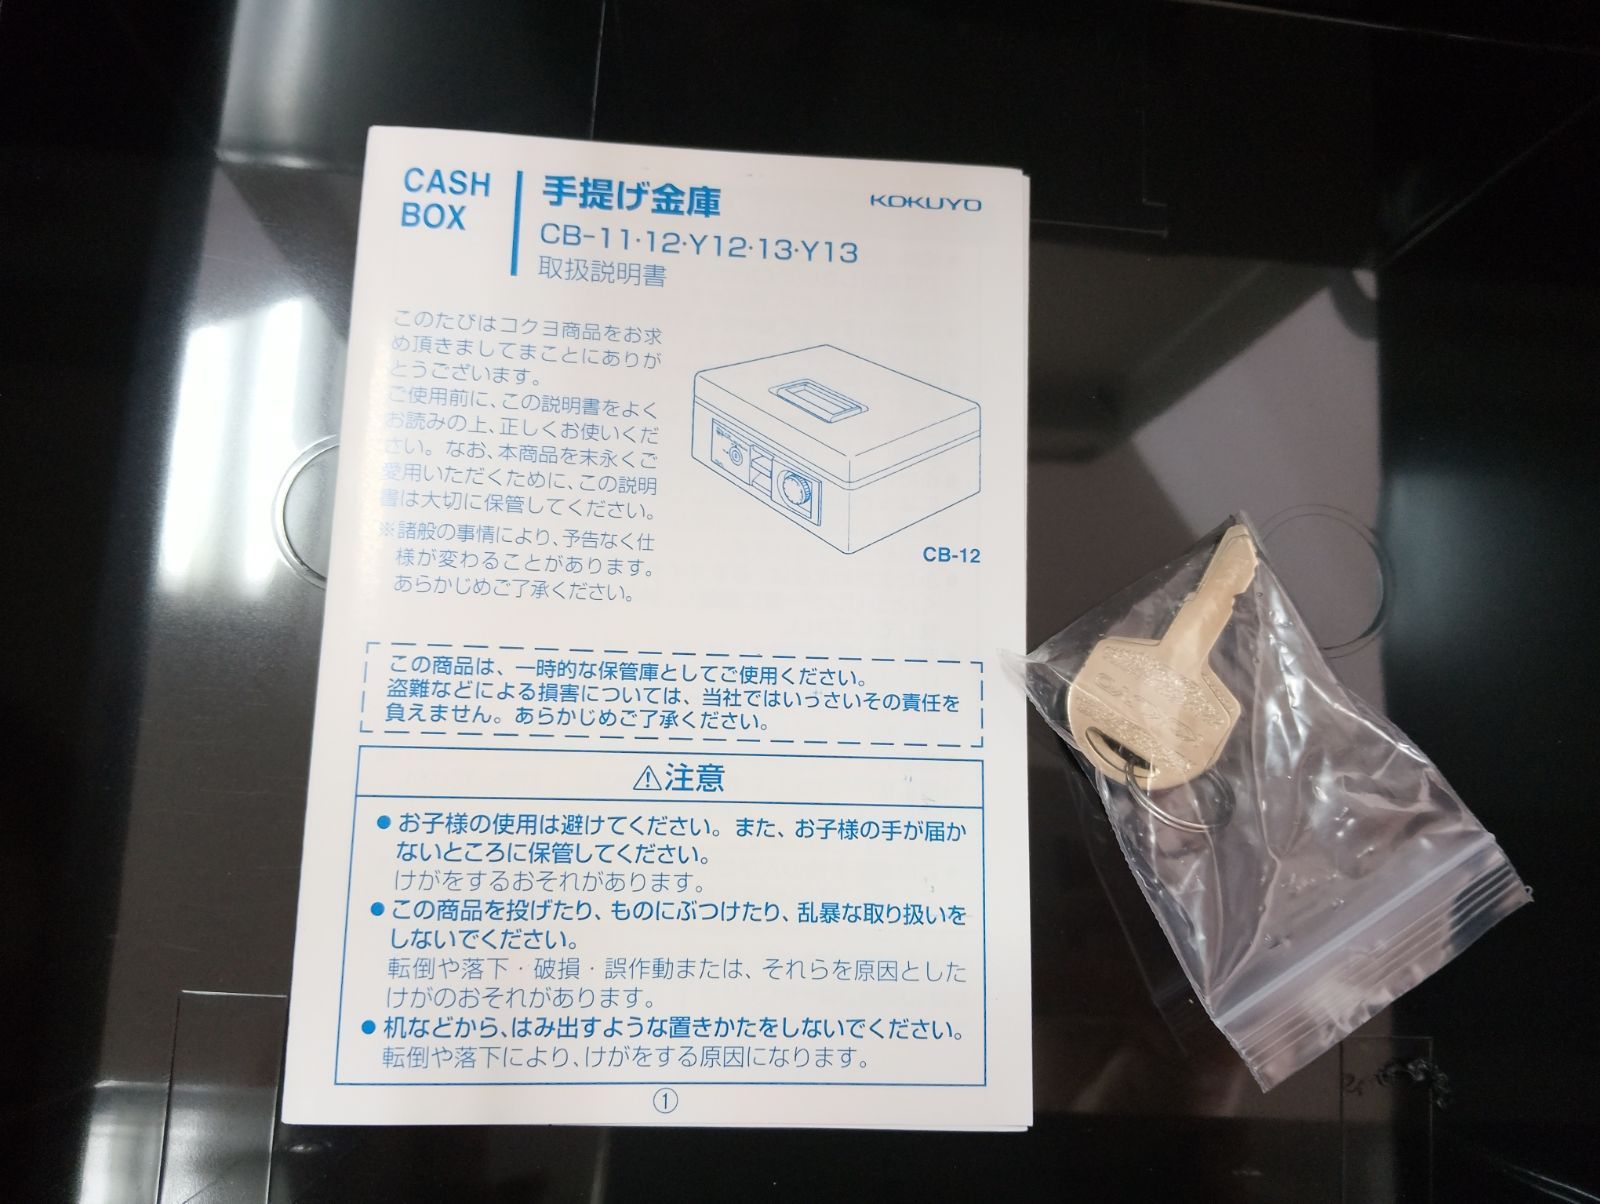 CASH
BOX
手提げ金庫
KOKUYO
CB-11·12·Y12·13·Y13
取扱説明書
このたびはコクヨ商品をお求
め頂きましてまことにありが
とうございます。
ご使用前に、この説明書をよく
お読みの上、正しくお使いくだ
さい。なお、本商品を末永くご
愛用いただくために、この説明
書は大切に保管してください。
※諸般の事情により、予告なく仕
様が変わることがあります。
あらかじめご了承ください。
CB-12
この商品は、一時的な保管庫としてご使用ください。
盗難などによる損害については、当社ではいっさいその責任を
負えません。あらかじめご了承ください。
⚠注意
●お子様の使用は避けてください。また、お子様の手が届か
ないところに保管してください。
けがをするおそれがあります。
●この商品を投げたり、ものにぶつけたり、乱暴な取り扱いを
しないでください。
転倒や落下・破損・誤作動または、それらを原因とした
けがのおそれがあります。
●机などから、はみ出すような置きかたをしないでください。
転倒や落下により、けがをする原因になります。
①